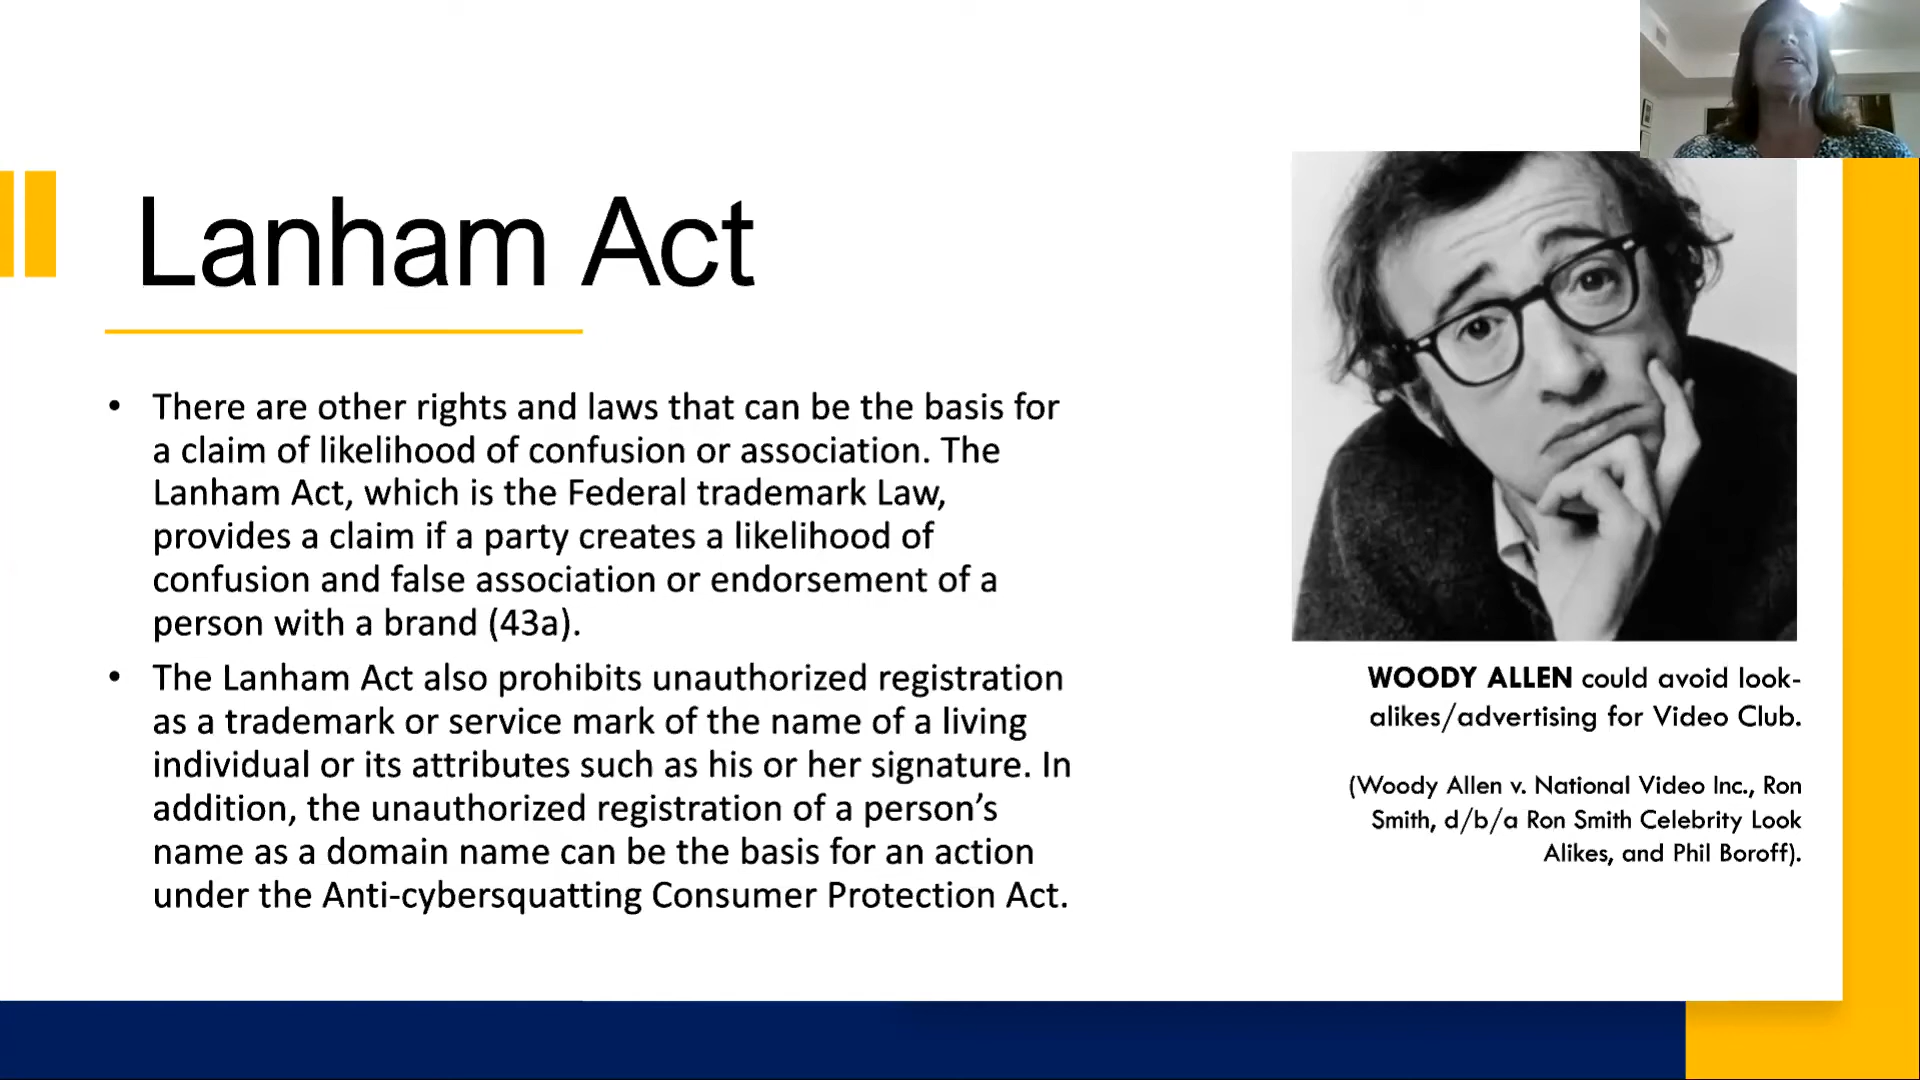 Lanham Act
• There are other rights and laws that can be the basis for
a claim of likelihood of confusion or association. The
Lanham Act, which is the Federal trademark Law,
provides a claim if a party creates a likelihood of
confusion and false association or endorsement of a
person with a brand (43a).
• The Lanham Act also prohibits unauthorized registration
as a trademark or service mark of the name of a living
individual or its attributes such as his or her signature. In
addition, the unauthorized registration of a person’s
name as a domain name can be the basis for an action
under the Anti-cybersquatting Consumer Protection Act.
WOODY ALLEN could avoid look-
alikes/advertising for Video Club.
(Woody Allen v. National Video Inc., Ron
Smith, d/b/a Ron Smith Celebrity Look
Alikes, and Phil Boroff).